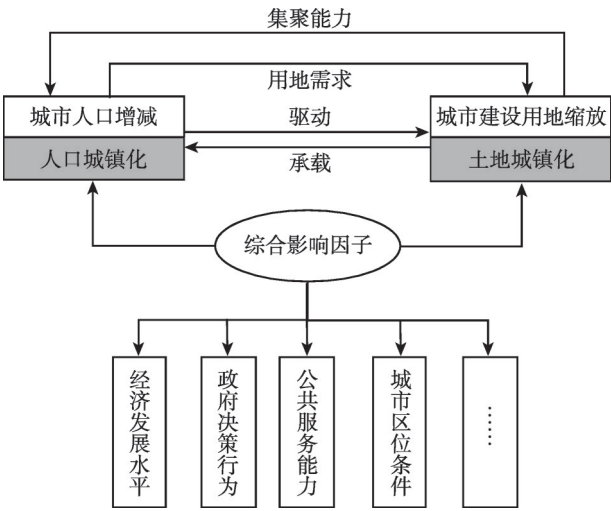 集聚能力
用地需求
城市人口增减
驱动
城市建设用地缩放
人口城镇化
承载
土地城镇化
综合影响因子
经济发展水平
政府决策行为
公共服务能力
城市区位条件
……